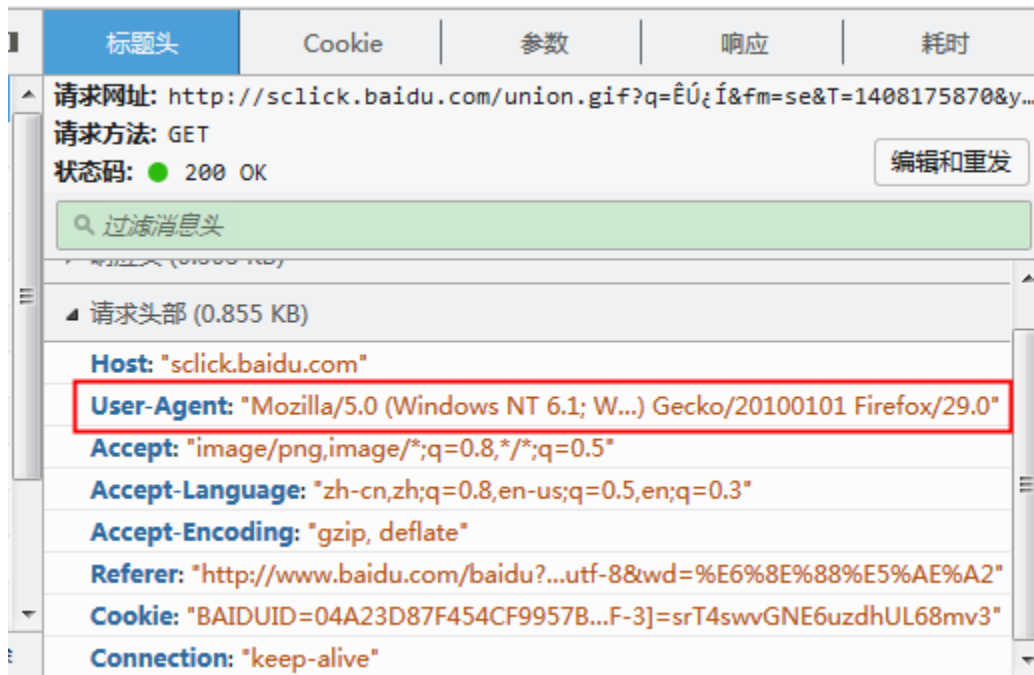 标题头 Cookie 参数 响应 耗时
请求网址: http://sclick.baidu.com/union.gif?q=ÊÚ¿Í&fm=se&T=1408175870&y…
请求方法: GET
状态码: 200 OK
编辑和重发
过滤消息头
请求头部 (0.855 KB)
Host: "sclick.baidu.com"
User-Agent: "Mozilla/5.0 (Windows NT 6.1; W...) Gecko/20100101 Firefox/29.0"
Accept: "image/png,image/*;q=0.8,*/*;q=0.5"
Accept-Language: "zh-cn,zh;q=0.8,en-us;q=0.5,en;q=0.3"
Accept-Encoding: "gzip, deflate"
Referer: "http://www.baidu.com/baidu?...utf-8&wd=%E6%8E%88%E5%AE%A2"
Cookie: "BAIDUID=04A23D87F454CF9957B...F-3]=srT4swvGNE6uzdhUL68mv3"
Connection: "keep-alive"